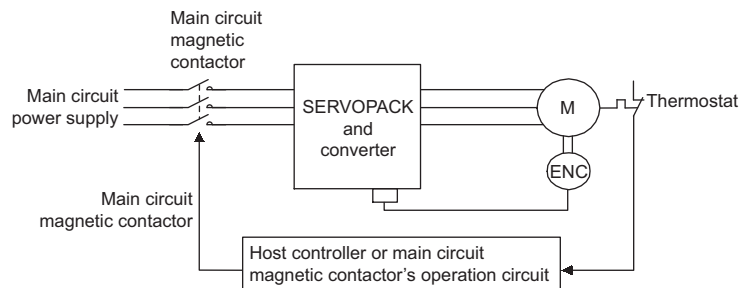 Main circuit
magnetic
contactor
Main circuit
power supply
SERVOPACK
and
converter
M
Thermostat
ENC
Main circuit
magnetic contactor
Host controller or main circuit
magnetic contactor's operation circuit